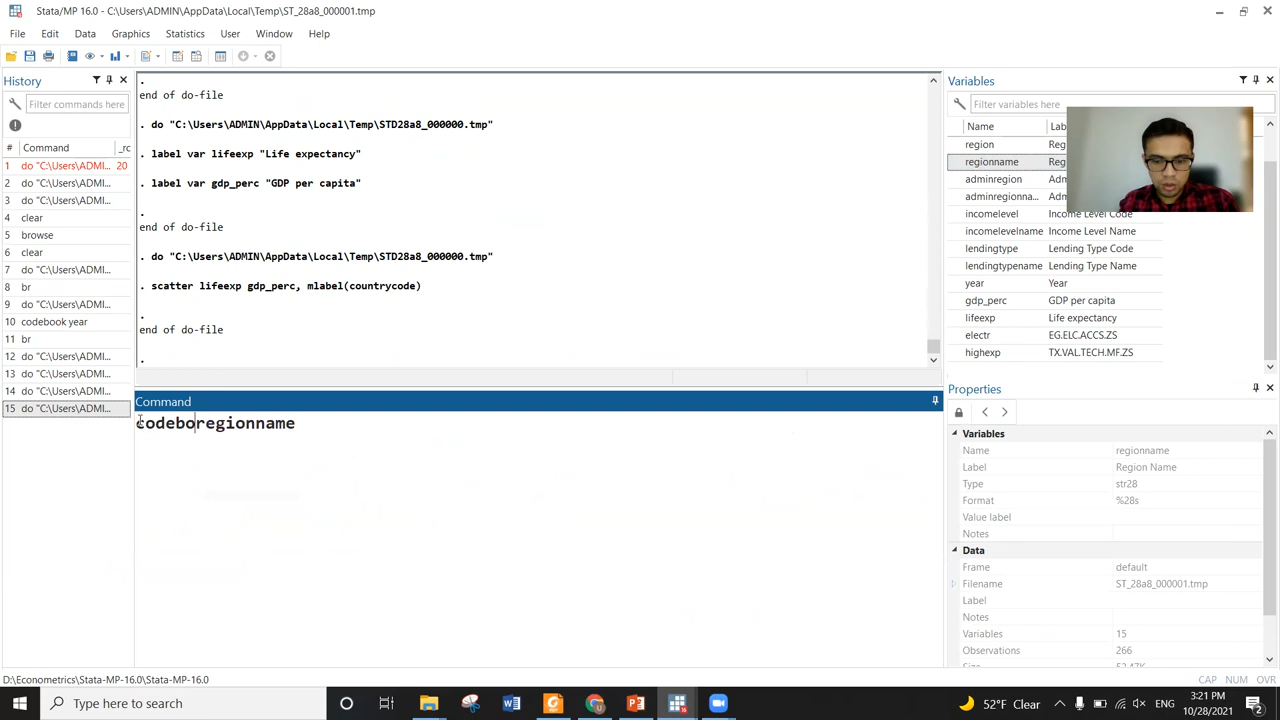 Stata/MP 16.0 - C:\Users\ADMIN\AppData\Local\Temp\ST_28a8_000001.tmp
File Edit Data Graphics Statistics User Window Help
History
Filter commands here
# Command _rc
1 do "C:\Users\ADMI... 20
2 do "C:\Users\ADMI...
3 do "C:\Users\ADMI...
4 clear
5 browse
6 clear
7 do "C:\Users\ADMI...
8 br
9 do "C:\Users\ADMI...
10 codebook year
11 br
12 do "C:\Users\ADMI...
13 do "C:\Users\ADMI...
14 do "C:\Users\ADMI...
15 do "C:\Users\ADMI...
.
end of do-file
. do "C:\Users\ADMIN\AppData\Local\Temp\STD28a8_000000.tmp"
. label var lifeexp "Life expectancy"
. label var gdp_perc "GDP per capita"
.
end of do-file
. do "C:\Users\ADMIN\AppData\Local\Temp\STD28a8_000000.tmp"
. scatter lifeexp gdp_perc, mlabel(countrycode)
.
end of do-file
.
Command
codeboregionname
Variables
Filter variables here
Name Lab
region Reg
regionname Reg
adminregion Adm
adminregionna... Adm
incomelevel Income Level Code
incomelevelname Income Level Name
lendingtype Lending Type Code
lendingtypename Lending Type Name
year Year
gdp_perc GDP per capita
lifeexp Life expectancy
electr EG.ELC.ACCS.ZS
highexp TX.VAL.TECH.MF.ZS
Properties
Variables
Name regionname
Label Region Name
Type str28
Format %28s
Value label
Notes
Data
Frame default
Filename ST_28a8_000001.tmp
Label
Notes
Variables 15
Observations 266
D:\Econometrics\Stata-MP-16.0\Stata-MP-16.0
CAP NUM OVR
Type here to search
52°F Clear
ENG
3:21 PM
10/28/2021
2